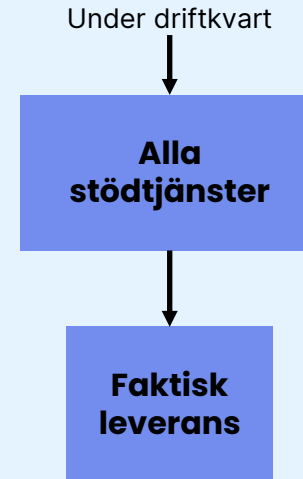 Under driftkvart
Alla
stödtjänster
Faktisk
leverans